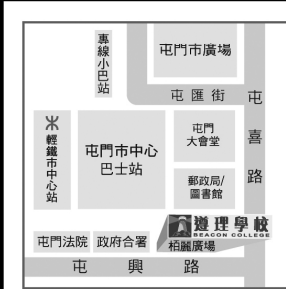 專線小巴站
屯門市廣場
屯匯街
屯喜路
輕鐵市中心站
屯門市中心
巴士站
屯門
大會堂
郵政局/
圖書館
遵理學校
BEACON COLLEGE
屯門法院
政府合署
栢麗廣場
屯興路